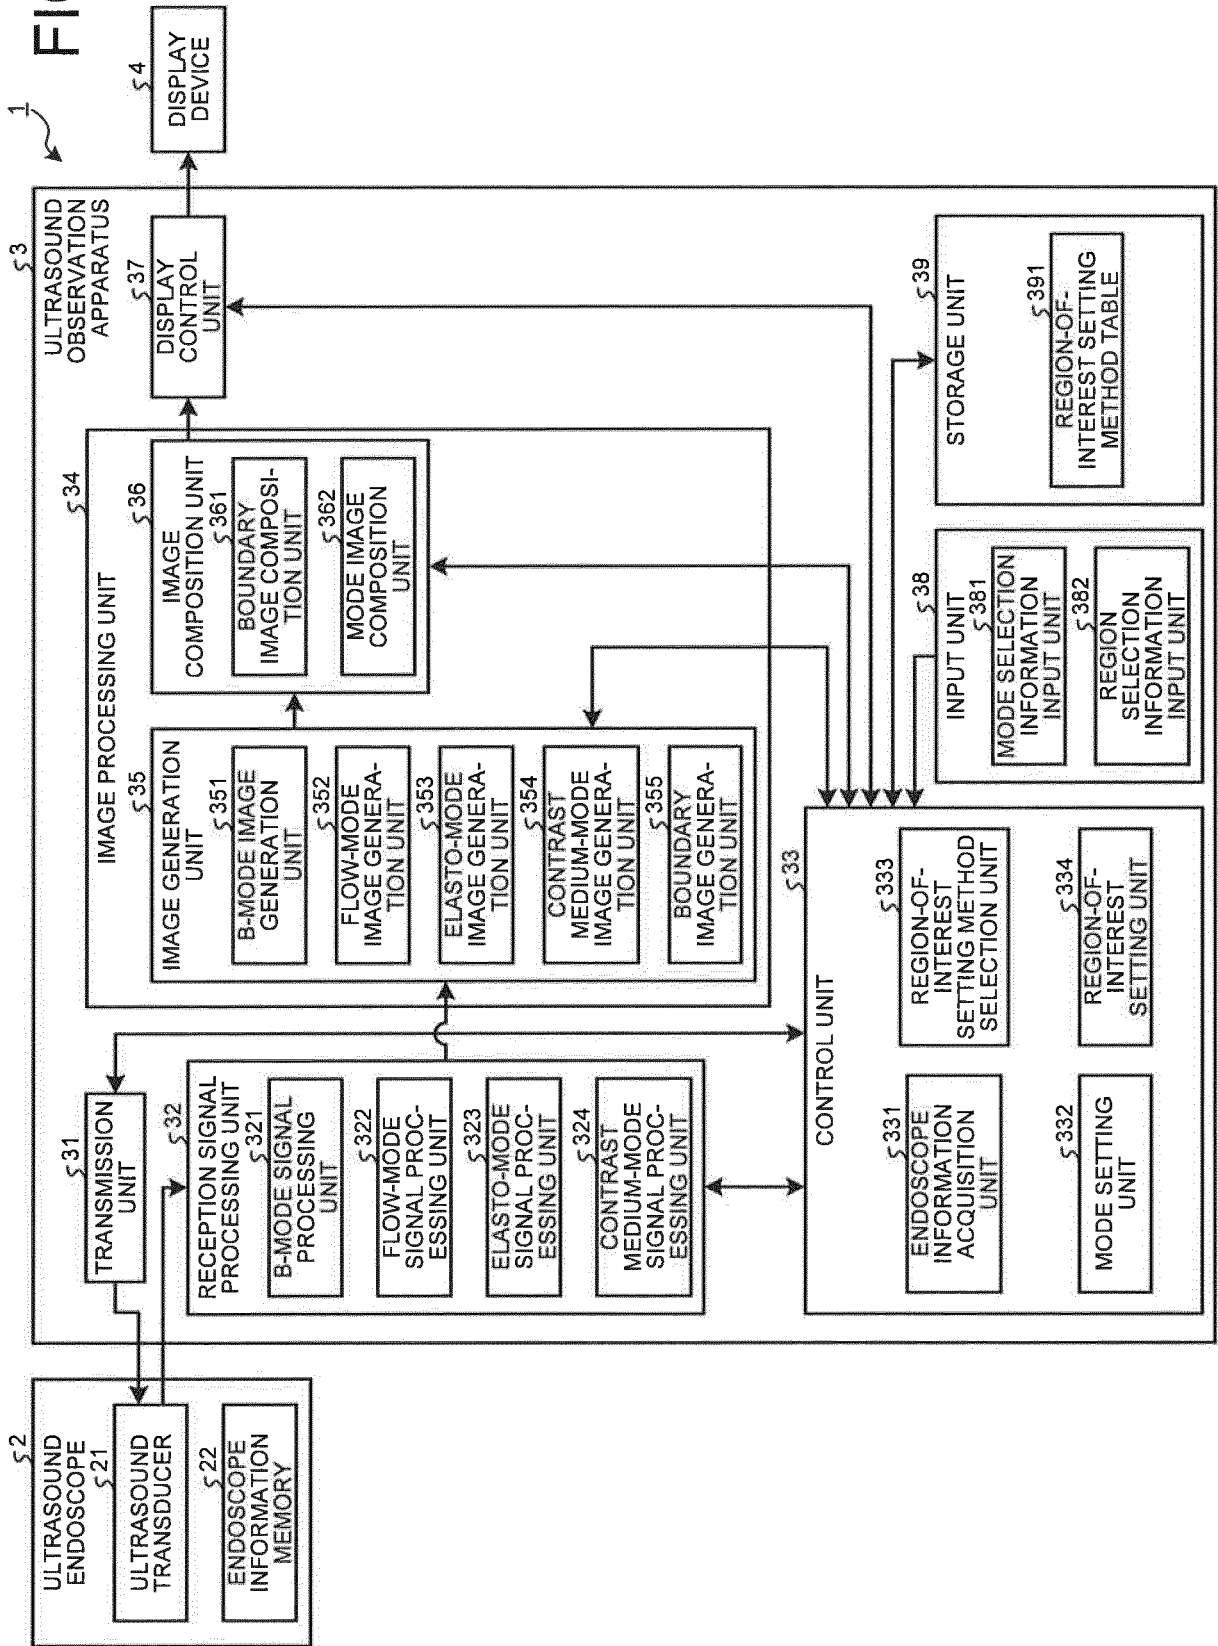 FIG
1
2
ULTRASOUND
ENDOSCOPE
21
ULTRASOUND
TRANSDUCER
22
ENDOSCOPE
INFORMATION
MEMORY
3
ULTRASOUND
OBSERVATION
APPARATUS
31
TRANSMISSION
UNIT
32
RECEPTION SIGNAL
PROCESSING UNIT
321
B-MODE SIGNAL
PROCESSING
UNIT
322
FLOW-MODE
SIGNAL PROC-
ESSING UNIT
323
ELASTO-MODE
SIGNAL PROC-
ESSING UNIT
324
CONTRAST
MEDIUM-MODE
SIGNAL PROC-
ESSING UNIT
34
IMAGE PROCESSING UNIT
35
IMAGE GENERATION
UNIT
351
B-MODE IMAGE
GENERATION
UNIT
352
FLOW-MODE
IMAGE GENERA-
TION UNIT
353
ELASTO-MODE
IMAGE GENERA-
TION UNIT
354
CONTRAST
MEDIUM-MODE
IMAGE GENERA-
TION UNIT
355
BOUNDARY
IMAGE GENERA-
TION UNIT
36
IMAGE
COMPOSITION UNIT
361
BOUNDARY
IMAGE COMPOSI-
TION UNIT
362
MODE IMAGE
COMPOSITION
UNIT
37
DISPLAY
CONTROL
UNIT
4
DISPLAY
DEVICE
33
CONTROL UNIT
331
ENDOSCOPE
INFORMATION
ACQUISITION
UNIT
332
MODE SETTING
UNIT
333
REGION-OF-
INTEREST
SETTING METHOD
SELECTION UNIT
334
REGION-OF-
INTEREST
SETTING UNIT
38
INPUT UNIT
381
MODE SELECTION
INFORMATION
INPUT UNIT
382
REGION
SELECTION
INFORMATION
INPUT UNIT
39
STORAGE UNIT
391
REGION-OF-
INTEREST SETTING
METHOD TABLE